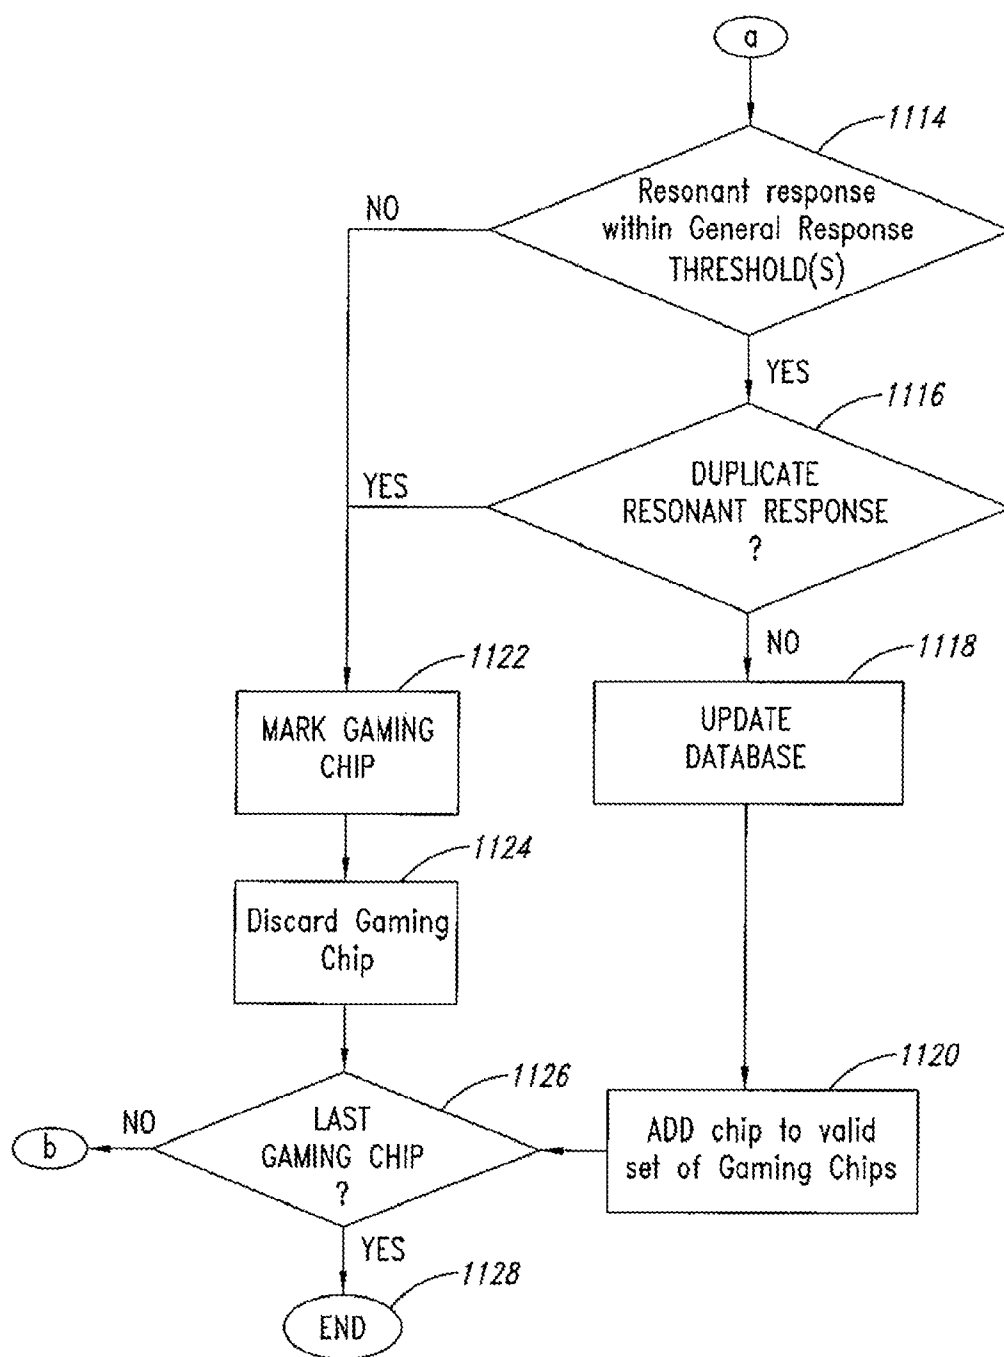 a
1114
Resonant response
within General Response
THRESHOLD(S)
NO
YES
1116
DUPLICATE
RESONANT RESPONSE
?
YES
NO
1122
MARK GAMING
CHIP
1118
UPDATE
DATABASE
1124
Discard Gaming
Chip
1126
LAST
GAMING CHIP
?
NO
b
1120
ADD chip to valid
set of Gaming Chips
YES
1128
END